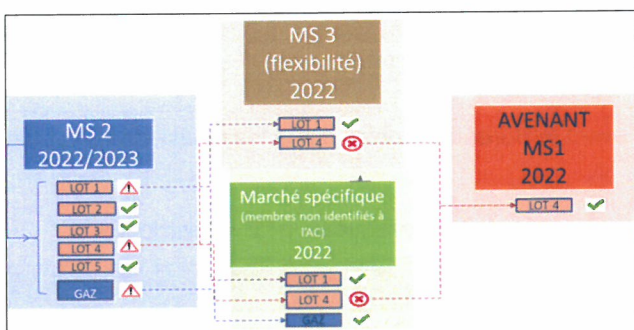 MS 2
2022/2023
LOT 1
LOT 2
LOT 3
LOT 4
LOT 5
GAZ
MS 3
(flexibilité)
2022
LOT 1
LOT 4
Marché spécifique
(membres non identifiés à
l'AC)
2022
LOT 1
LOT 4
GAZ
AVENANT
MS1
2022
LOT 4